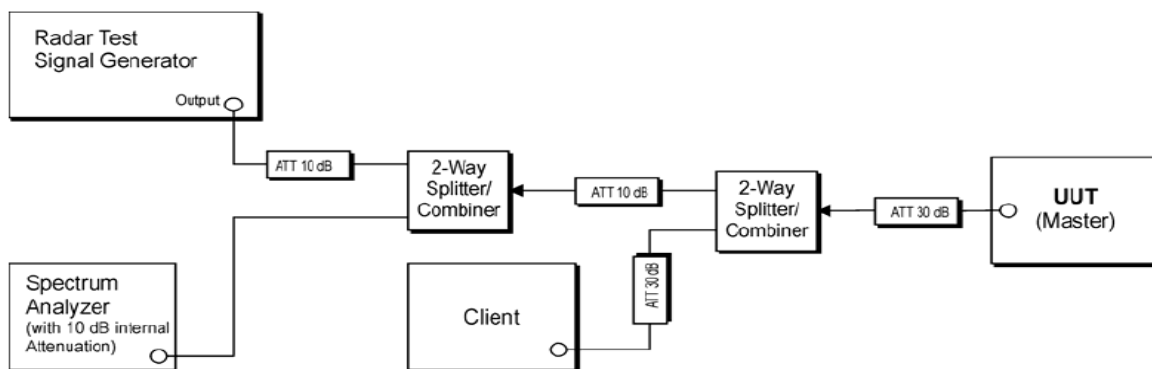 Radar Test
Signal Generator
Output
ATT 10 dB
2-Way
Splitter/
Combiner
ATT 10 dB
2-Way
Splitter/
Combiner
ATT 30 dB
UUT
(Master)
Spectrum
Analyzer
(with 10 dB internal
Attenuation)
Client
ATT 30 dB